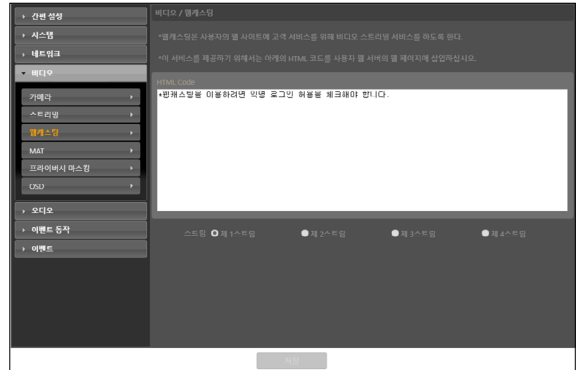 간편 설정
시스템
네트워크
비디오
카메라
스트리밍
웹캐스팅
MAT
프라이버시 마스킹
OSD
오디오
이벤트 동작
이벤트
비디오 / 웹캐스팅
*웹캐스팅은 사용자의 웹 사이트에 고객 서비스를 위해 비디오 스트리밍 서비스를 하도록 한다.
*이 서비스를 제공하기 위해서는 아래의 HTML 코드를 사용자 웹 서버의 웹 페이지에 삽입하십시오.
HTML Code
*웹캐스팅을 이용하려면 익명 로그인 허용을 체크해야 합니다.
스트림 제 1스트림 제 2스트림 제 3스트림 제 4스트림
저장